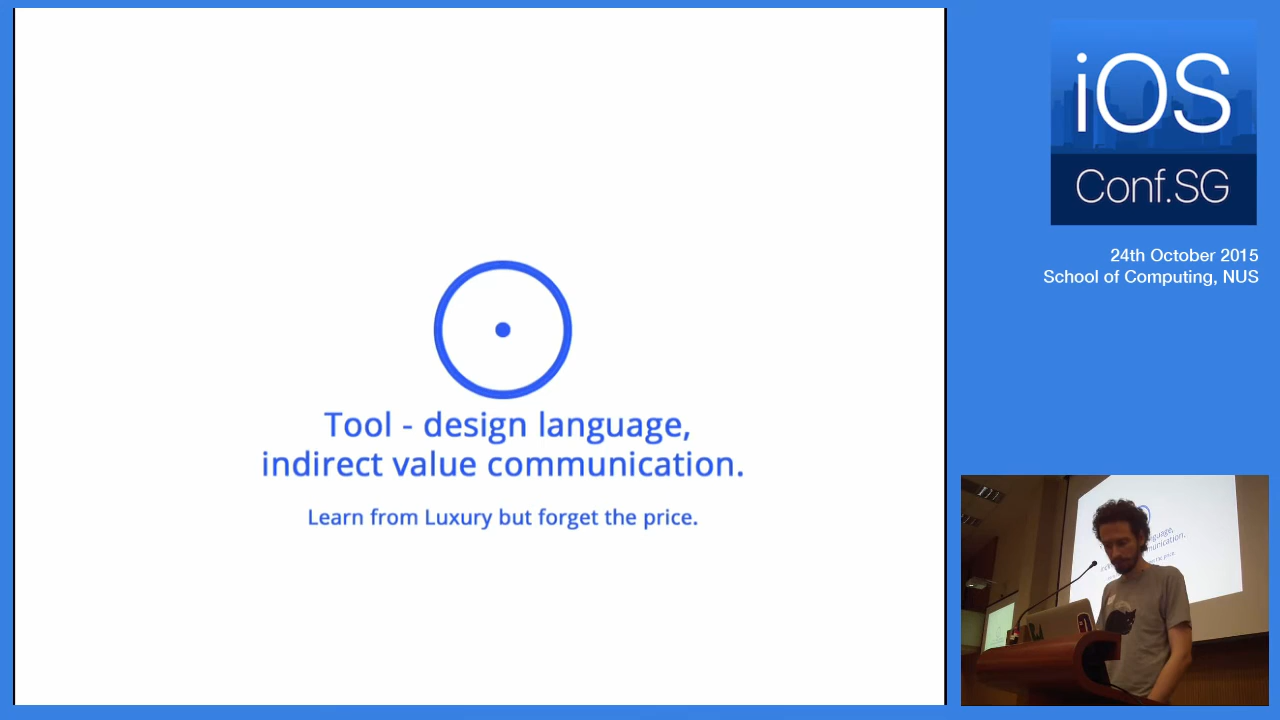 Tool - design language,
indirect value communication.
Learn from Luxury but forget the price.
iOS
Conf.SG
24th October 2015
School of Computing, NUS